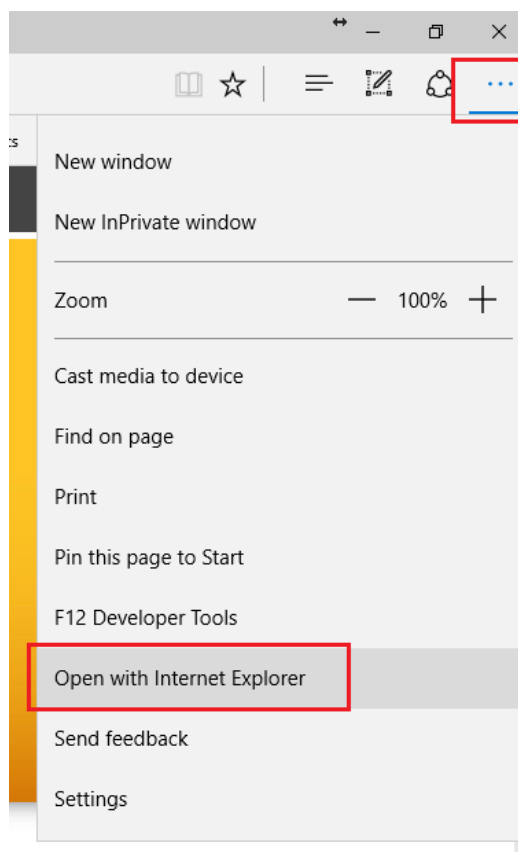 cs
New window
New InPrivate window
Zoom 100%
Cast media to device
Find on page
Print
Pin this page to Start
F12 Developer Tools
Open with Internet Explorer
Send feedback
Settings